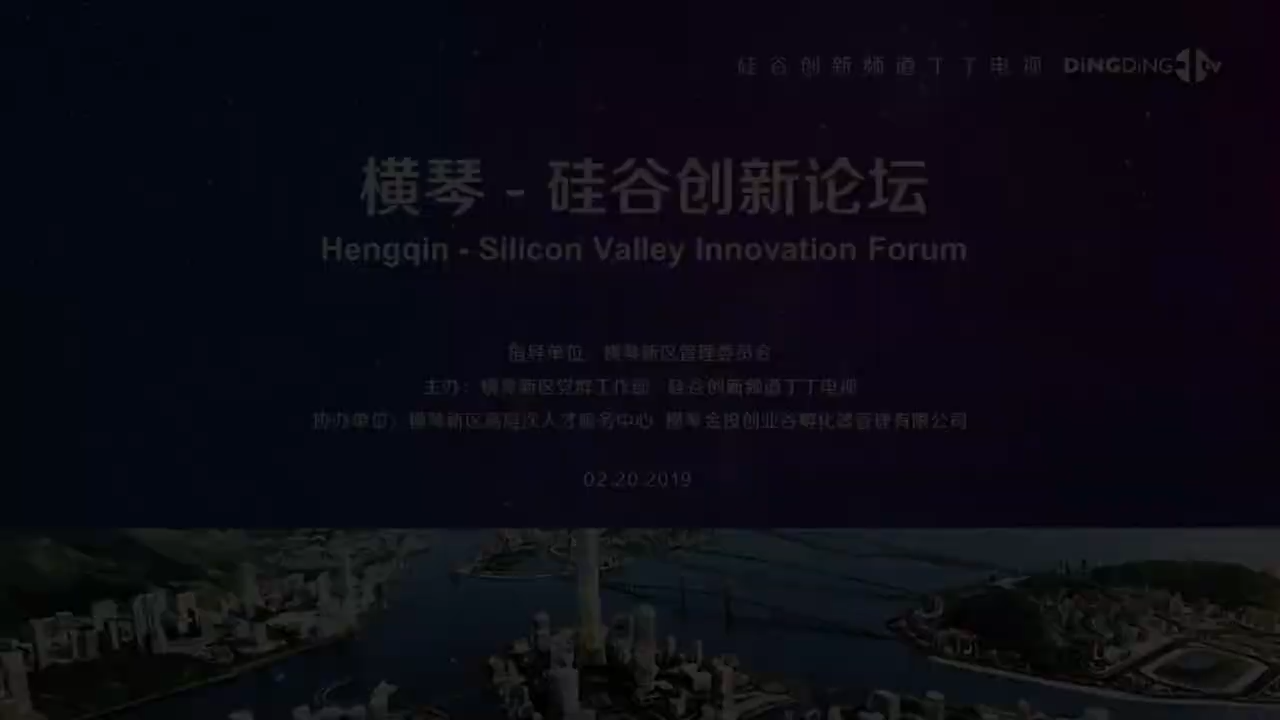 硅谷创新频道丁丁电视 DiNGDiNG TV
横琴 - 硅谷创新论坛
Hengqin - Silicon Valley Innovation Forum
指导单位：横琴新区管理委员会
主办：横琴新区党群工作部 硅谷创新频道丁丁电视
协办单位：横琴新区高层次人才服务中心 横琴金投创业谷孵化器管理有限公司
02.20.2019